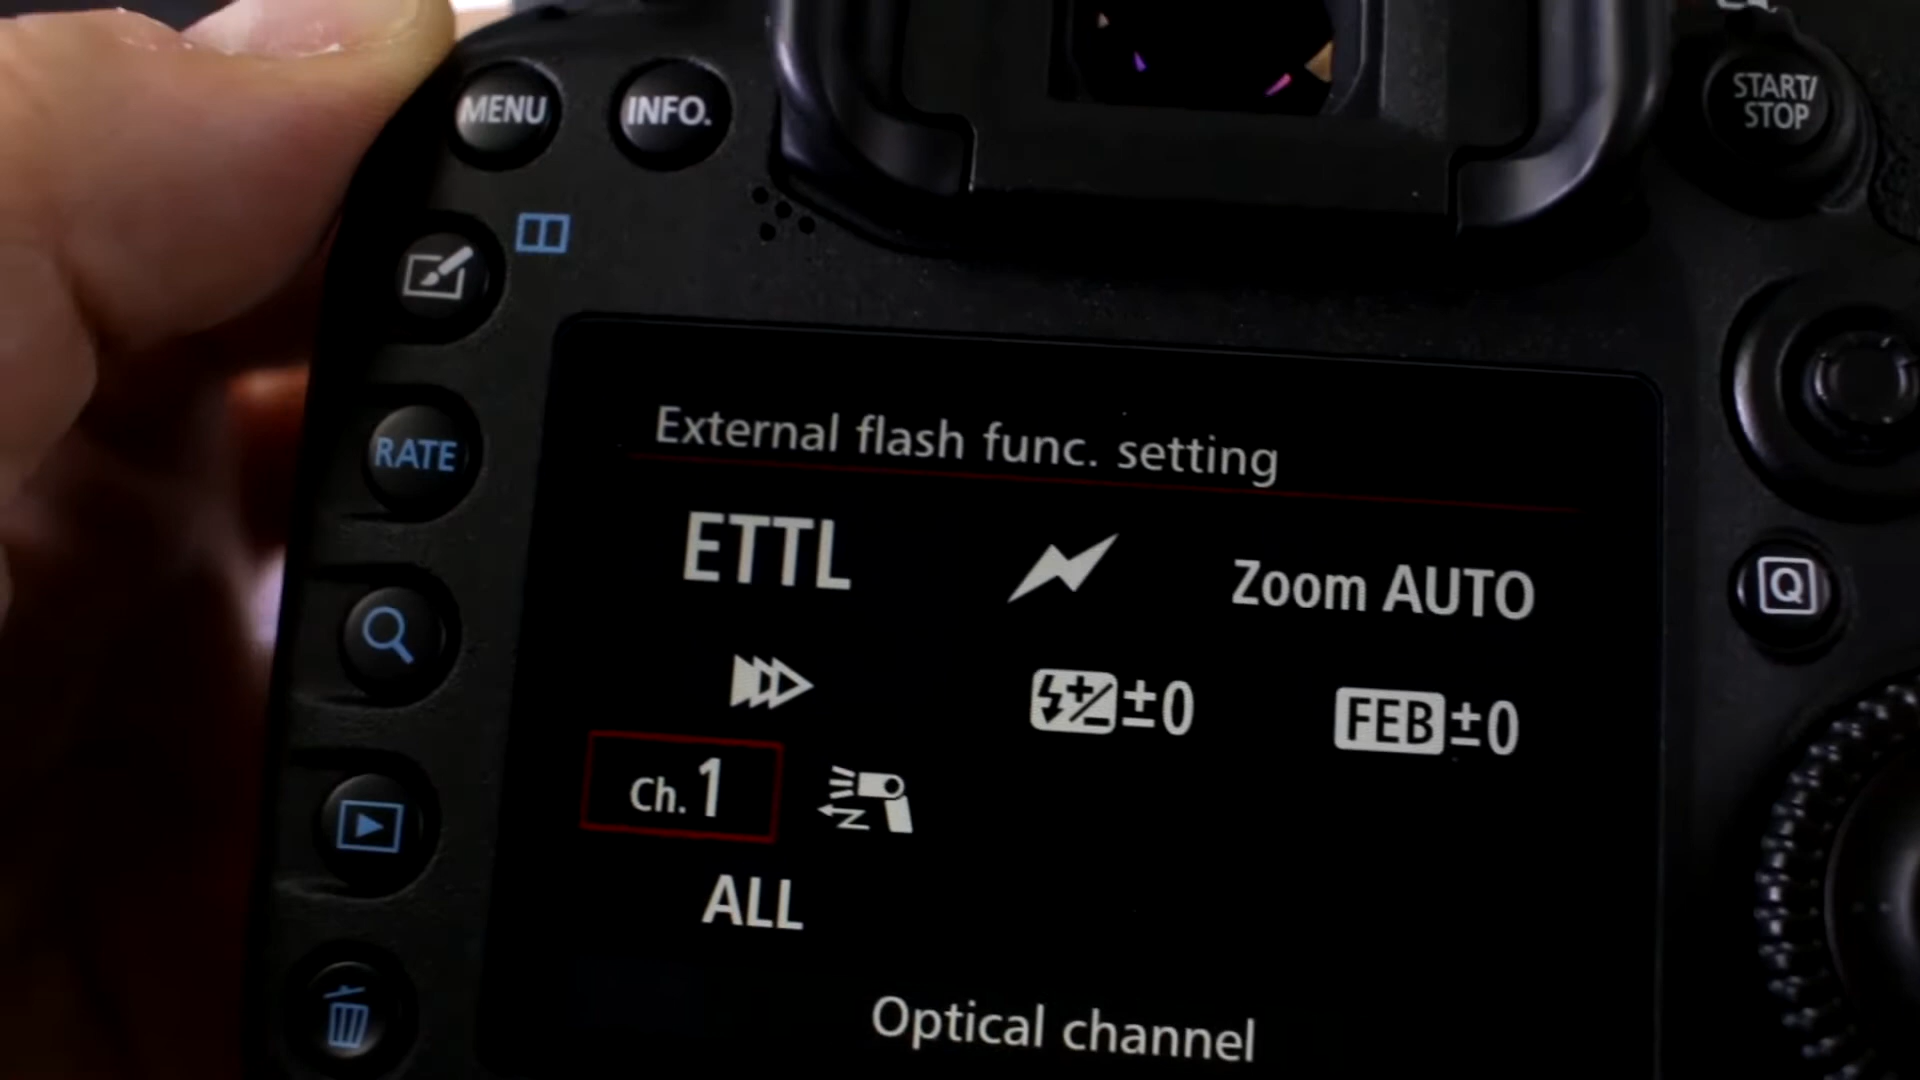 MENU INFO.
START/
STOP
RATE
External flash func. setting
ETTL Zoom AUTO
±0 FEB±0
Ch.1
ALL
Optical channel
Q